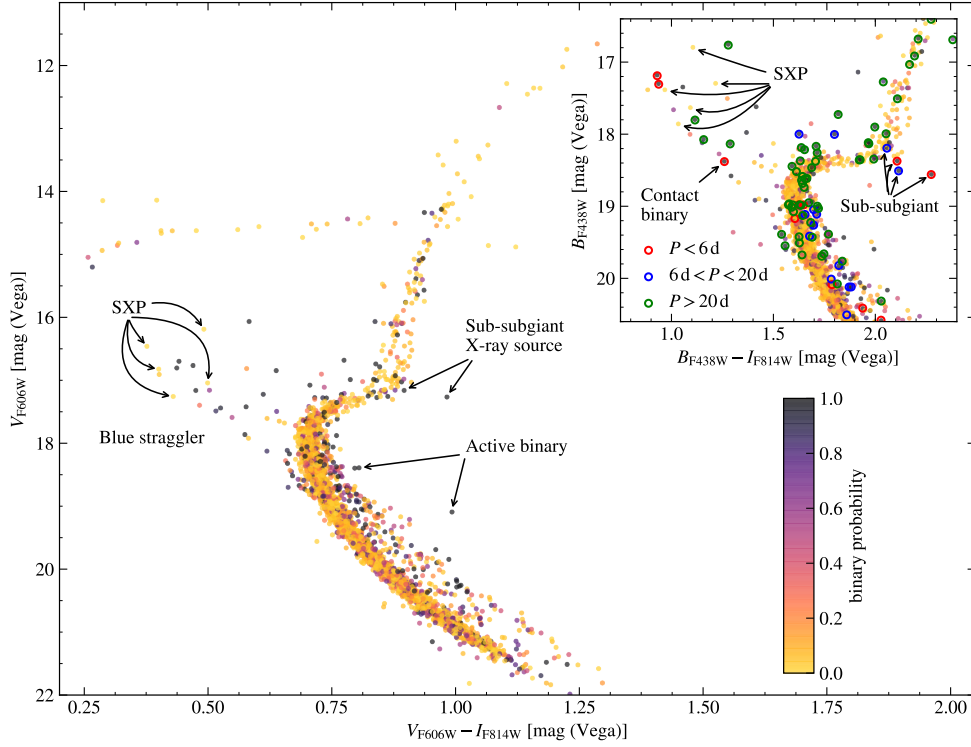 12
14
16
18
20
22
V_F606W [mag (Vega)]
0.25
0.50
0.75
1.00
1.25
1.50
1.75
2.00
V_F606W − I_F814W [mag (Vega)]
SXP
Blue straggler
Sub-subgiant
X-ray source
Active binary
17
18
19
20
B_F438W [mag (Vega)]
1.0
1.5
2.0
B_F438W − I_F814W [mag (Vega)]
SXP
Contact
binary
Sub-subgiant
P < 6 d
6 d < P < 20 d
P > 20 d
1.0
0.8
0.6
0.4
0.2
0.0
binary probability